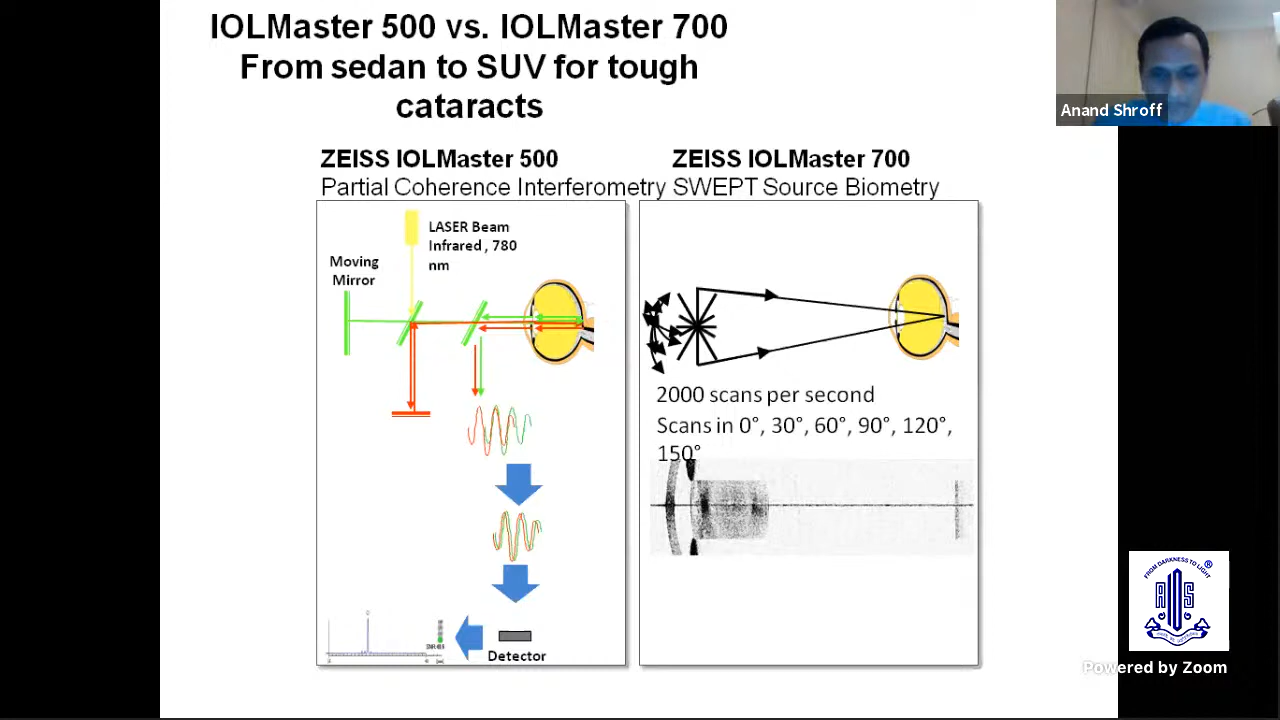 IOLMaster 500 vs. IOLMaster 700
From sedan to SUV for tough
cataracts
Anand Shroff
ZEISS IOLMaster 500
Partial Coherence Interferometry
LASER Beam
Infrared , 780
nm
Moving
Mirror
Detector
ZEISS IOLMaster 700
SWEPT Source Biometry
2000 scans per second
Scans in 0°, 30°, 60°, 90°, 120°,
150°
FROM DARKNESS TO LIGHT
®
Powered by Zoom